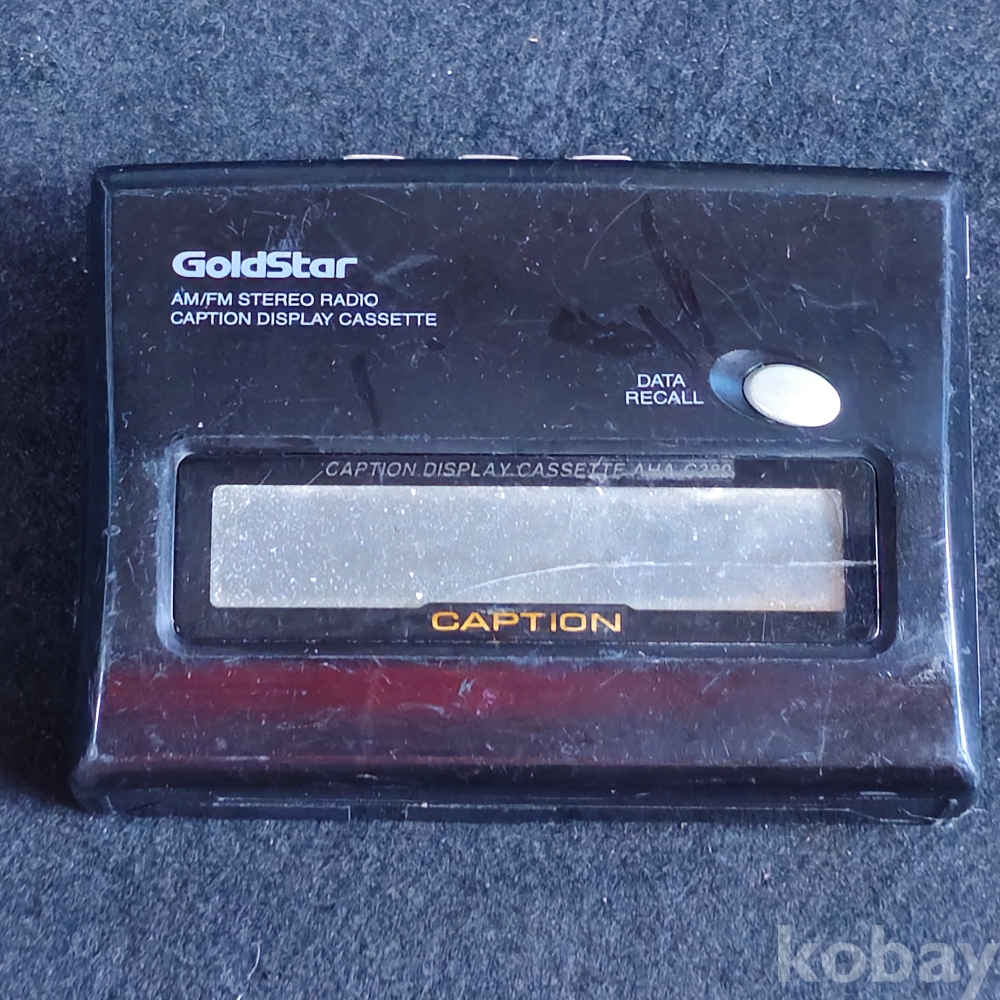 GoldStar
AM/FM STEREO RADIO
CAPTION DISPLAY CASSETTE
DATA
RECALL
CAPTION DISPLAY CASSETTE
CAPTION
kobay